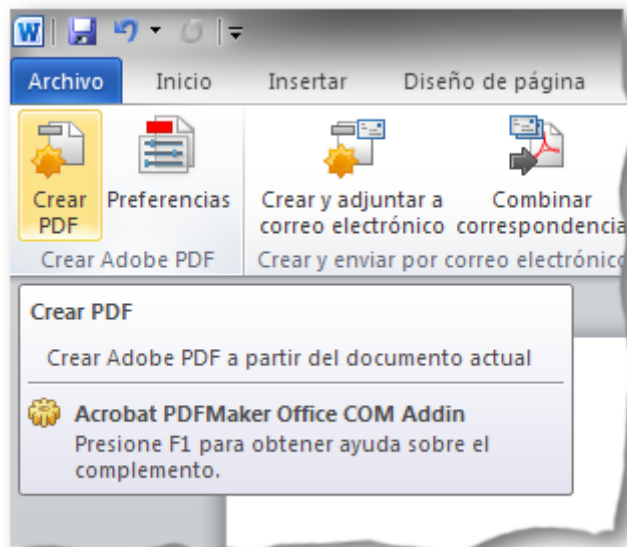 W
Archivo Inicio Insertar Diseño de página
Crear PDF Preferencias Crear y adjuntar a correo electrónico Combinar correspondencia
Crear Adobe PDF Crear y enviar por correo electrónico
Crear PDF
Crear Adobe PDF a partir del documento actual
Acrobat PDFMaker Office COM Addin
Presione F1 para obtener ayuda sobre el
complemento.